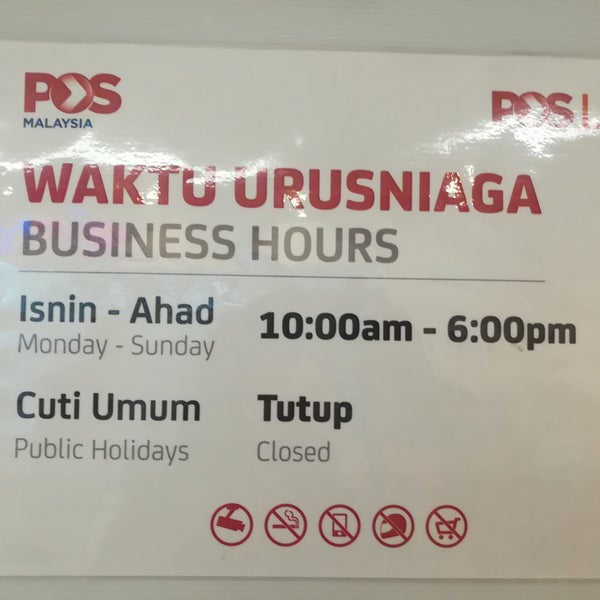 POS
MALAYSIA
POS
WAKTU URUSNIAGA
BUSINESS HOURS
Isnin - Ahad
Monday - Sunday
10:00am - 6:00pm
Cuti Umum
Public Holidays
Tutup
Closed